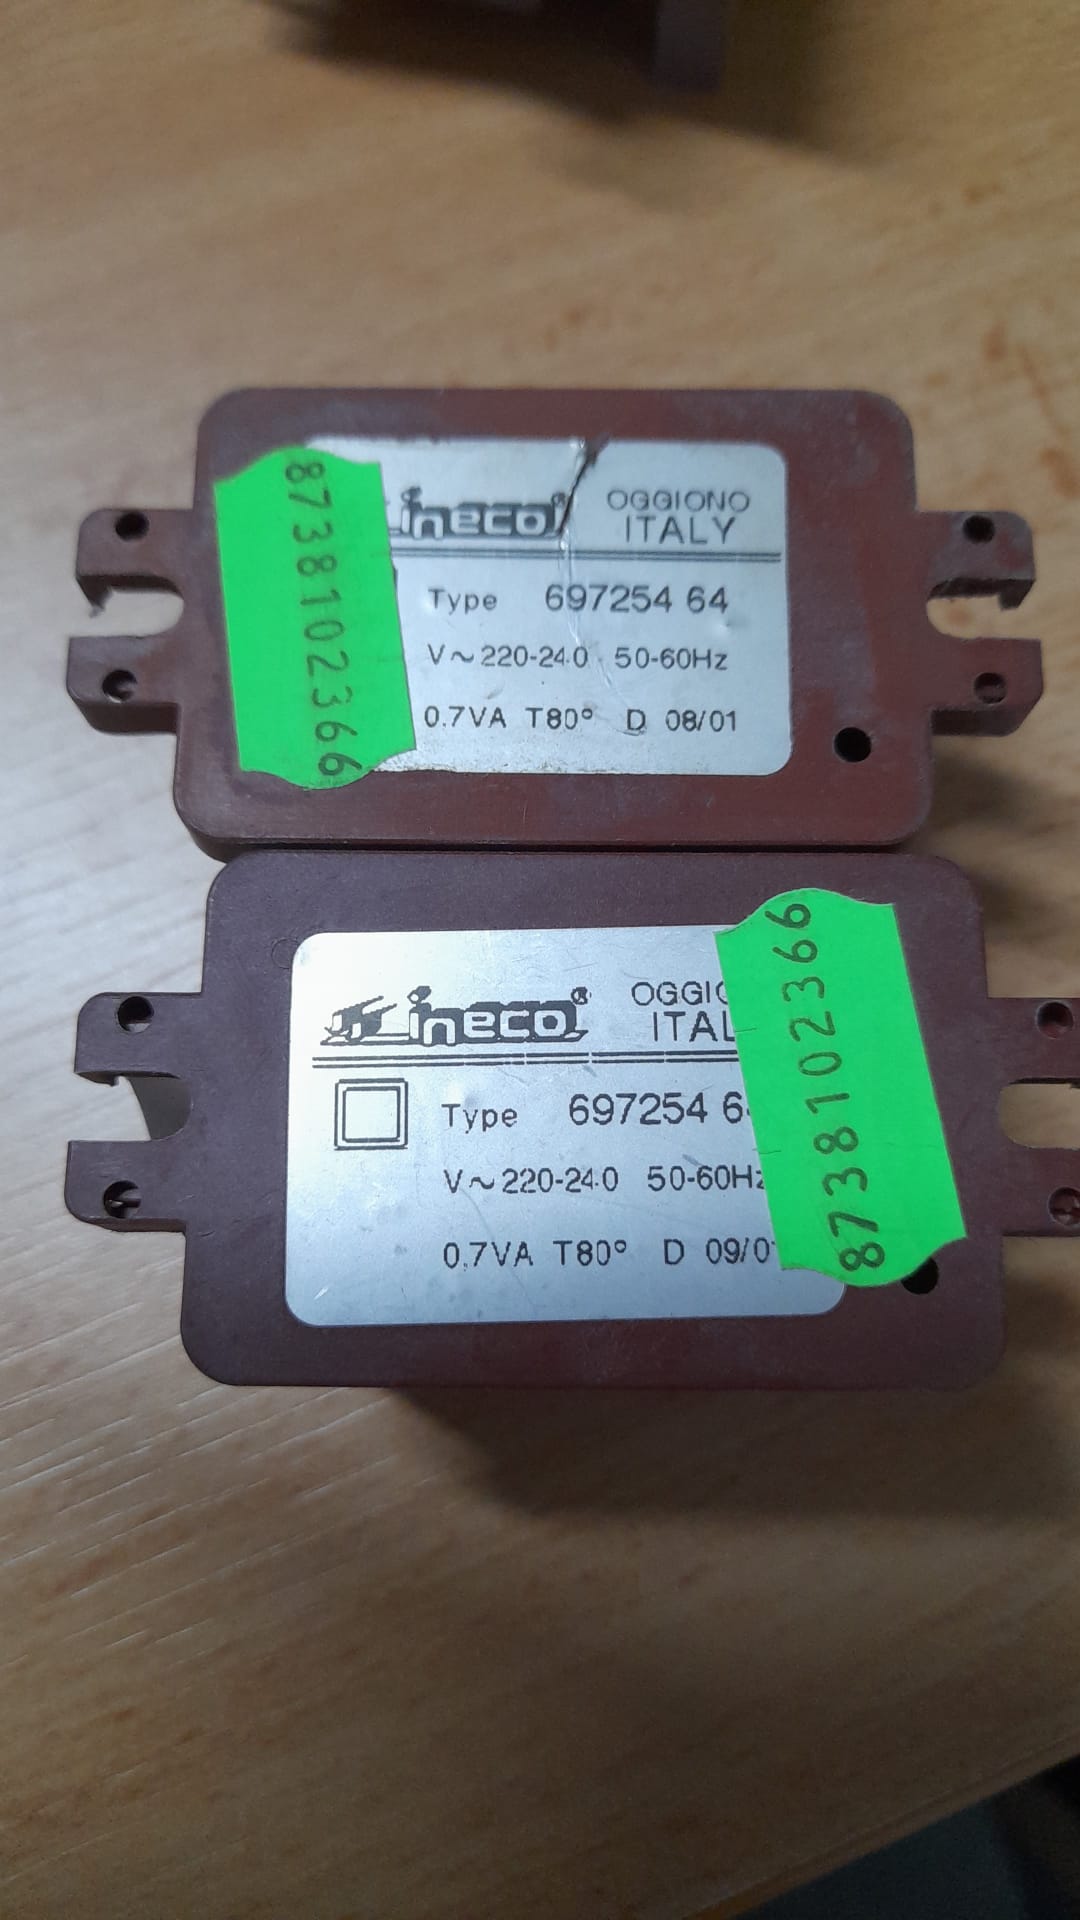 8738102366
ineco®
OGGIONO
ITALY
Type 697254 64
V~220-240 50-60Hz
0.7VA T80° D 08/01
ineco®
OGGIO
ITAL
Type 697254 6
V~220-240 50-60Hz
0.7VA T80° D 09/0
8738102366